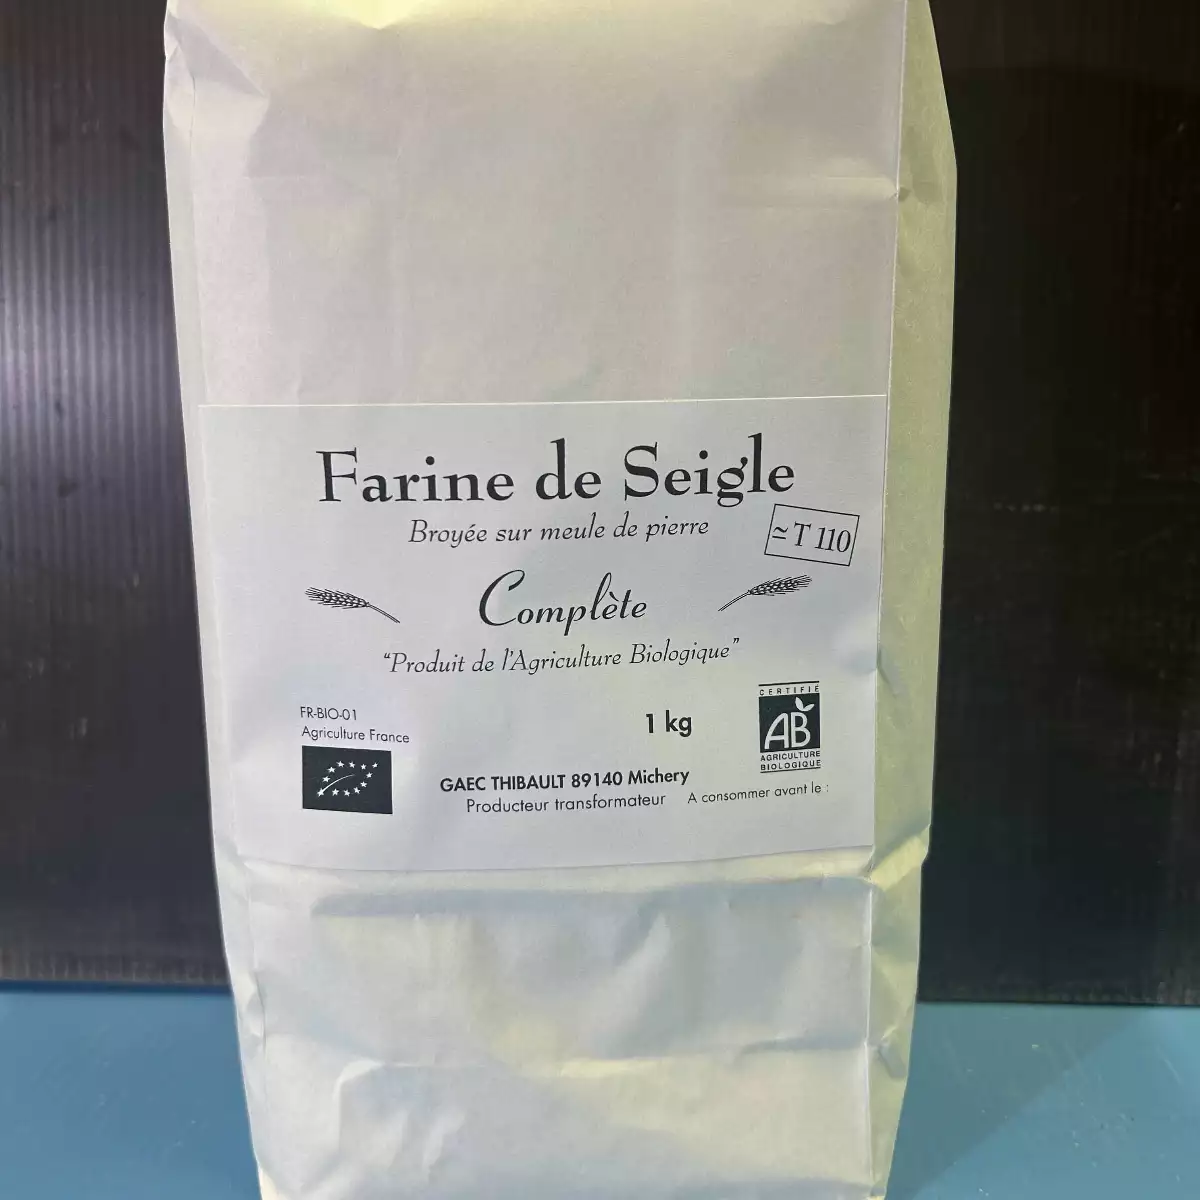 Farine de Seigle
Broyée sur meule de pierre
≃ T 110
Complète
“Produit de l'Agriculture Biologique”
FR-BIO-01
Agriculture France
1 kg
CERTIFIÉ
AB
AGRICULTURE
BIOLOGIQUE
GAEC THIBAULT 89140 Michery
Producteur transformateur
A consommer avant le :